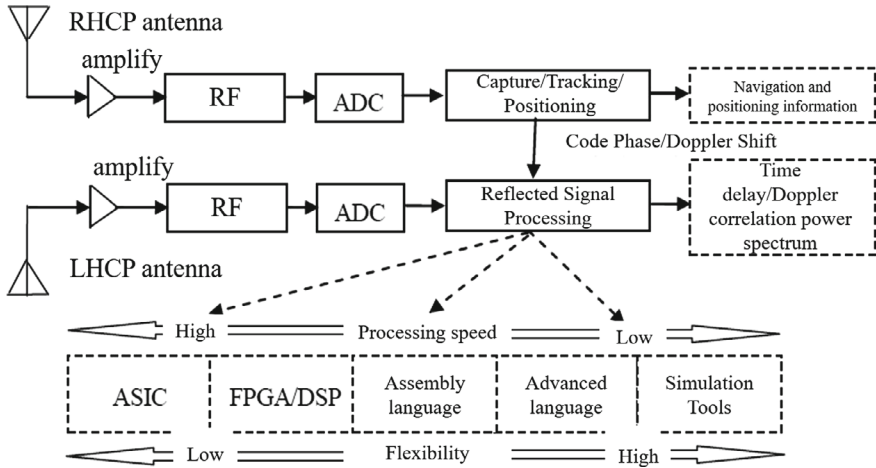 RHCP antenna
amplify
RF
ADC
Capture/Tracking/
Positioning
Navigation and
positioning information
Code Phase/Doppler Shift
amplify
RF
ADC
Reflected Signal
Processing
Time
delay/Doppler
correlation power
spectrum
LHCP antenna
High
Processing speed
Low
ASIC
FPGA/DSP
Assembly
language
Advanced
language
Simulation
Tools
Low
Flexibility
High